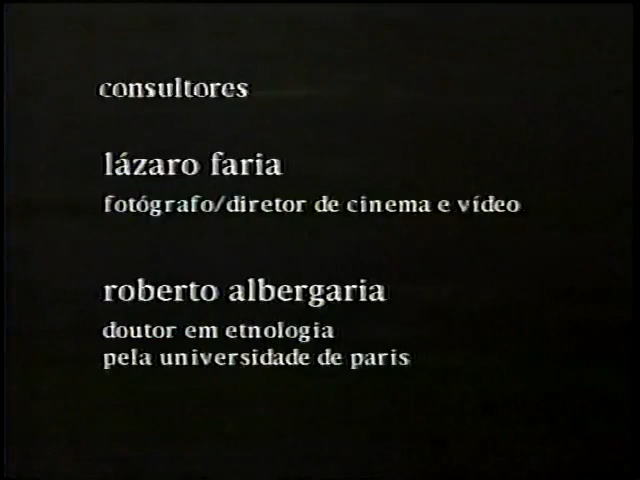 consultores
lázaro faria
fotógrafo/diretor de cinema e vídeo
roberto albergaria
doutor em etnologia
pela universidade de paris